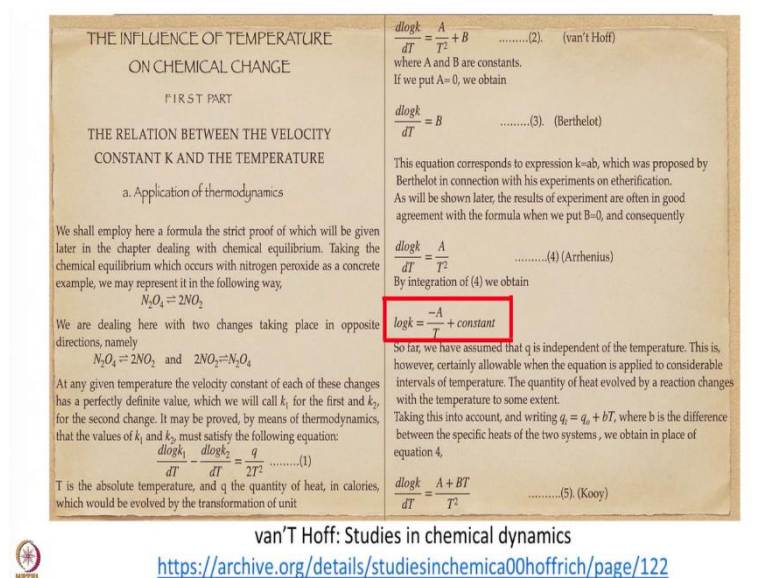 THE INFLUENCE OF TEMPERATURE
ON CHEMICAL CHANGE
FIRST PART
THE RELATION BETWEEN THE VELOCITY
CONSTANT K AND THE TEMPERATURE
a. Application of thermodynamics
We shall employ here a formula the strict proof of which will be given
later in the chapter dealing with chemical equilibrium. Taking the
chemical equilibrium which occurs with nitrogen peroxide as a concrete
example, we may represent it in the following way,
N₂O₄ ⇌ 2NO₂
We are dealing here with two changes taking place in opposite
directions, namely
N₂O₄ ⇌ 2NO₂ and 2NO₂⇌N₂O₄
At any given temperature the velocity constant of each of these changes
has a perfectly definite value, which we will call k₁ for the first and k₂,
for the second change. It may be proved, by means of thermodynamics,
that the values of k₁ and k₂, must satisfy the following equation:
dlogk₁/dT − dlogk₂/dT = q/2T² .........(1)
T is the absolute temperature, and q the quantity of heat, in calories,
which would be evolved by the transformation of unit
dlogk/dT = A/T² + B .........(2). (van't Hoff)
where A and B are constants.
If we put A= 0, we obtain
dlogk/dT = B .........(3). (Berthelot)
This equation corresponds to expression k=ab, which was proposed by
Berthelot in connection with his experiments on etherification.
As will be shown later, the results of experiment are often in good
agreement with the formula when we put B=0, and consequently
dlogk/dT = A/T² ..........(4) (Arrhenius)
By integration of (4) we obtain
logk = −A/T + constant
So far, we have assumed that q is independent of the temperature. This is,
however, certainly allowable when the equation is applied to considerable
intervals of temperature. The quantity of heat evolved by a reaction changes
with the temperature to some extent.
Taking this into account, and writing qₜ = qₒ + bT, where b is the difference
between the specific heats of the two systems , we obtain in place of
equation 4,
dlogk/dT = A + BT/T² ..........(5). (Kooy)
van'T Hoff: Studies in chemical dynamics
https://archive.org/details/studiesinchemica00hoffrich/page/122